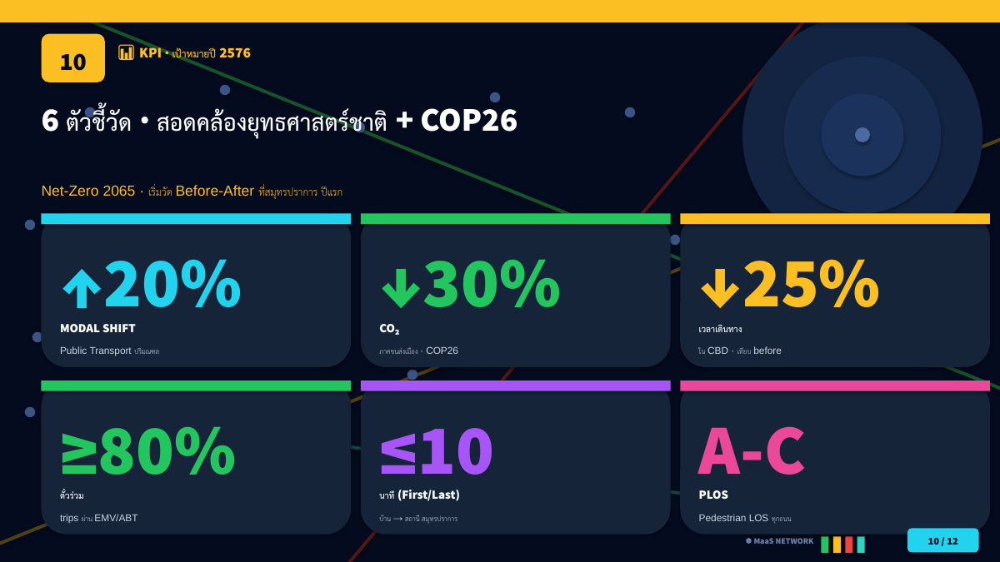 10
KPI • เป้าหมายปี 2576
6 ตัวชี้วัด • สอดคล้องยุทธศาสตร์ชาติ + COP26
Net-Zero 2065 · เริ่มวัด Before-After ที่สมุทรปราการ ปีแรก
↑20%
MODAL SHIFT
Public Transport ปริมณฑล
↓30%
CO₂
ภาคขนส่งเมือง · COP26
↓25%
เวลาเดินทาง
ใน CBD · เทียบ before
≥80%
ตั๋วร่วม
trips ผ่าน EMV/ABT
≤10
นาที (First/Last)
บ้าน → สถานี สมุทรปราการ
A-C
PLOS
Pedestrian LOS ทุกถนน
MaaS NETWORK
10 / 12